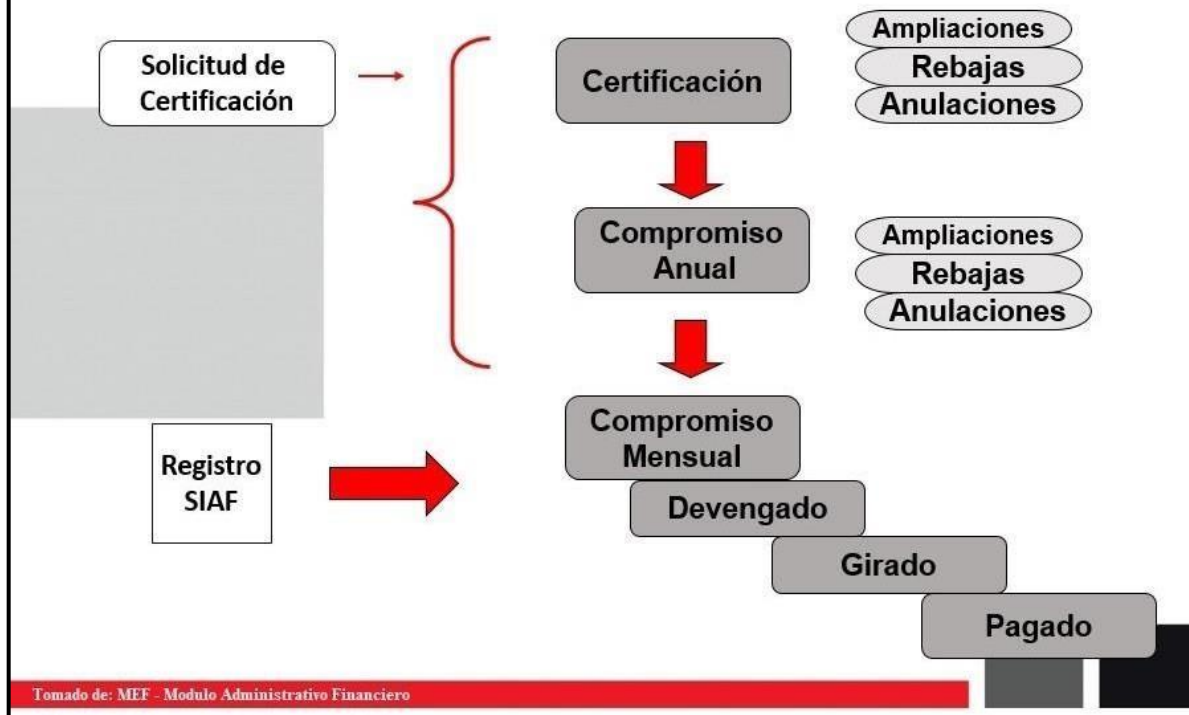 Solicitud de
Certificación
Certificación
Ampliaciones
Rebajas
Anulaciones
Compromiso
Anual
Ampliaciones
Rebajas
Anulaciones
Registro
SIAF
Compromiso
Mensual
Devengado
Girado
Pagado
Tomado de: MEF - Modulo Administrativo Financiero